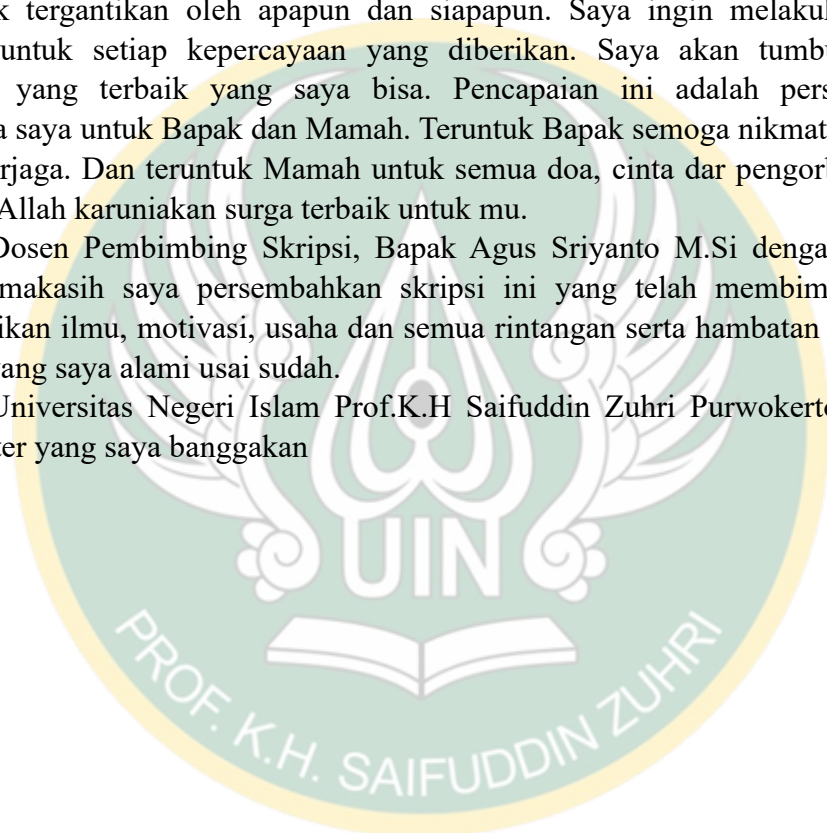 k tergantikan oleh apapun dan siapapun. Saya ingin melakul
untuk setiap kepercayaan yang diberikan. Saya akan tumbu
yang terbaik yang saya bisa. Pencapaian ini adalah pers
a saya untuk Bapak dan Mamah. Teruntuk Bapak semoga nikmat
rjaga. Dan teruntuk Mamah untuk semua doa, cinta dar pengorb
Allah karuniakan surga terbaik untuk mu.
Dosen Pembimbing Skripsi, Bapak Agus Sriyanto M.Si denga
makasih saya persembahkan skripsi ini yang telah membim
ikan ilmu, motivasi, usaha dan semua rintangan serta hambatan
yang saya alami usai sudah.
Universitas Negeri Islam Prof.K.H Saifuddin Zuhri Purwokerto
ter yang saya banggakan
UIN
PROF. K.H. SAIFUDDIN ZUHRI